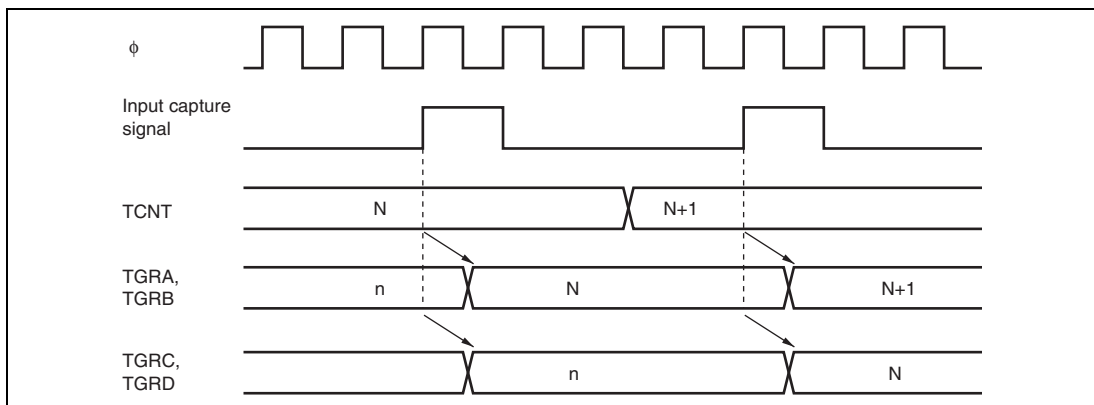 ϕ
Input capture
signal
TCNT
N
N+1
TGRA,
TGRB
n
N
N+1
TGRC,
TGRD
n
N